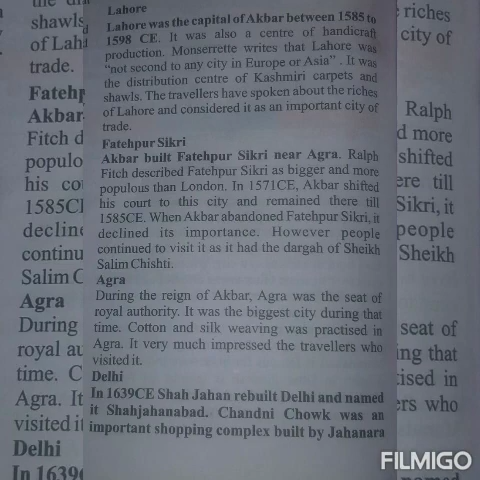 Lahore
Lahore was the capital of Akbar between 1585 to
1598 CE. It was also a centre of handicraft
production. Monserrette writes that Lahore was
"not second to any city in Europe or Asia" . It was
the distribution centre of Kashmiri carpets and
shawls. The travellers have spoken about the riches
of Lahore and considered it as an important city of
trade.
Fatehpur Sikri
Akbar built Fatehpur Sikri near Agra. Ralph
Fitch described Fatehpur Sikri as bigger and more
populous than London. In 1571CE, Akbar shifted
his court to this city and remained there till
1585CE. When Akbar abandoned Fatehpur Sikri, it
declined its importance. However people
continued to visit it as it had the dargah of Sheikh
Salim Chishti.
Agra
During the reign of Akbar, Agra was the seat of
royal authority. It was the biggest city during that
time. Cotton and silk weaving was practised in
Agra. It very much impressed the travellers who
visited it.
Delhi
In 1639CE Shah Jahan rebuilt Delhi and named
it Shahjahanabad. Chandni Chowk was an
important shopping complex built by Jahanara
FILMIGO